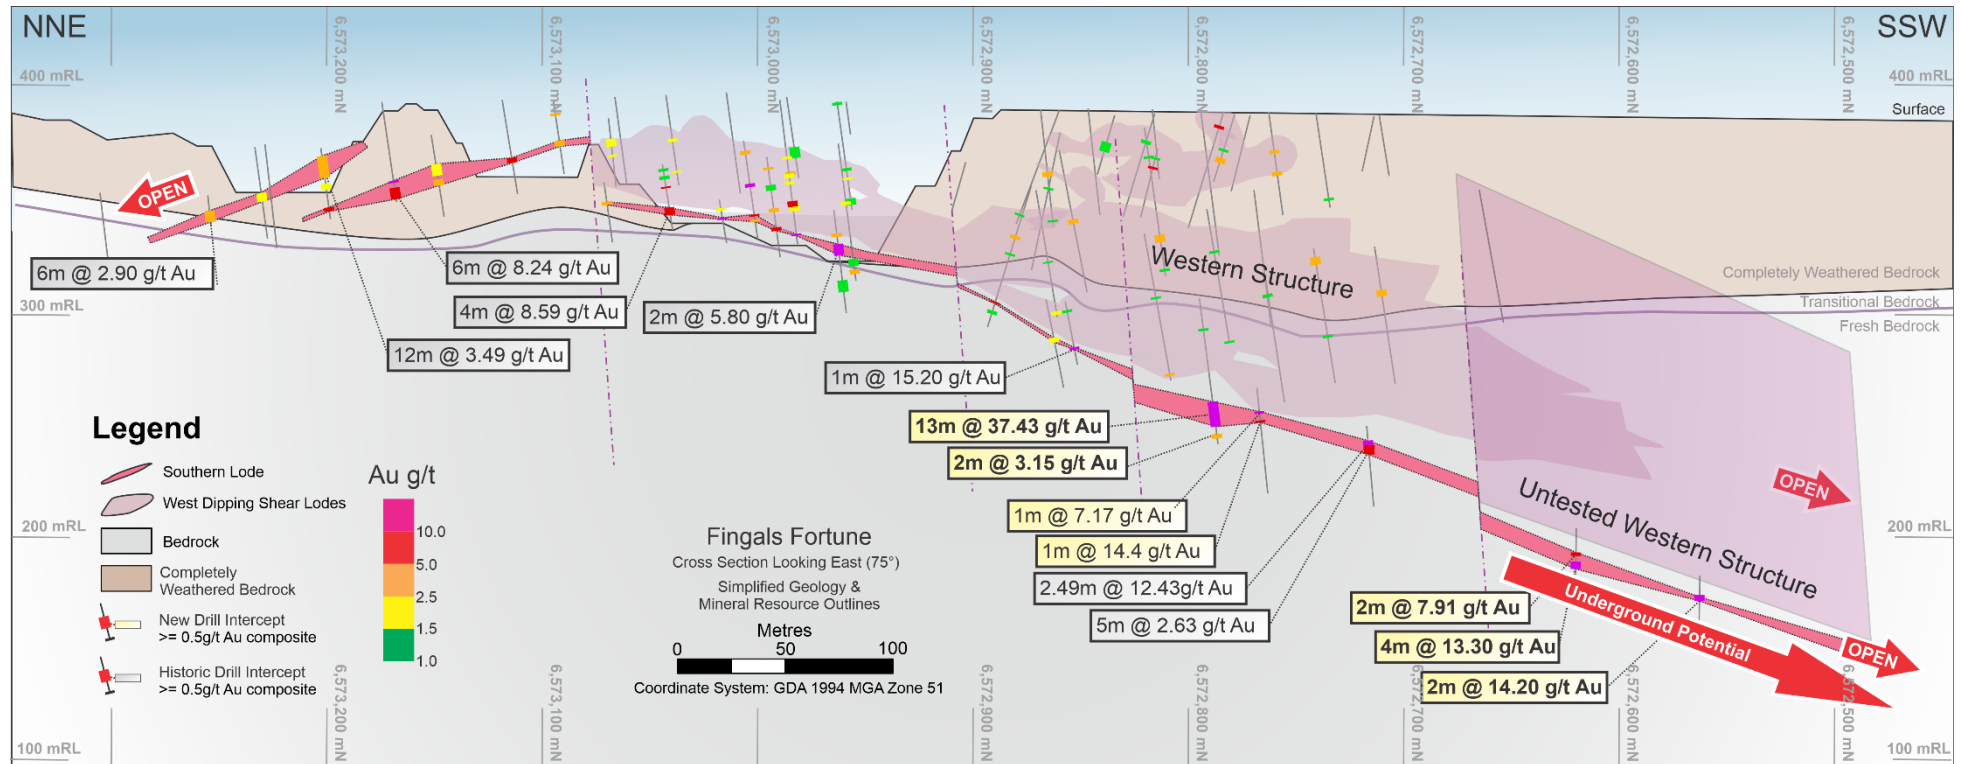 NNE
SSW
6,573,200 mN
6,573,100 mN
6,573,000 mN
6,572,900 mN
6,572,800 mN
6,572,700 mN
6,572,600 mN
6,572,500 mN
400 mRL
400 mRL
Surface
OPEN
6m @ 2.90 g/t Au
6m @ 8.24 g/t Au
4m @ 8.59 g/t Au
2m @ 5.80 g/t Au
12m @ 3.49 g/t Au
Western Structure
Completely Weathered Bedrock
Transitional Bedrock
Fresh Bedrock
300 mRL
1m @ 15.20 g/t Au
13m @ 37.43 g/t Au
2m @ 3.15 g/t Au
1m @ 7.17 g/t Au
1m @ 14.4 g/t Au
2.49m @ 12.43g/t Au
5m @ 2.63 g/t Au
OPEN
Untested Western Structure
200 mRL
200 mRL
2m @ 7.91 g/t Au
4m @ 13.30 g/t Au
2m @ 14.20 g/t Au
Underground Potential
OPEN
Legend
Southern Lode
West Dipping Shear Lodes
Bedrock
Completely
Weathered Bedrock
New Drill Intercept
>= 0.5g/t Au composite
Historic Drill Intercept
>= 0.5g/t Au composite
Au g/t
10.0
5.0
2.5
1.5
1.0
Fingals Fortune
Cross Section Looking East (75°)
Simplified Geology &
Mineral Resource Outlines
Metres
0 50 100
Coordinate System: GDA 1994 MGA Zone 51
6,573,200 mN
6,573,100 mN
6,572,900 mN
6,572,800 mN
6,572,700 mN
6,572,600 mN
6,572,500 mN
100 mRL
100 mRL